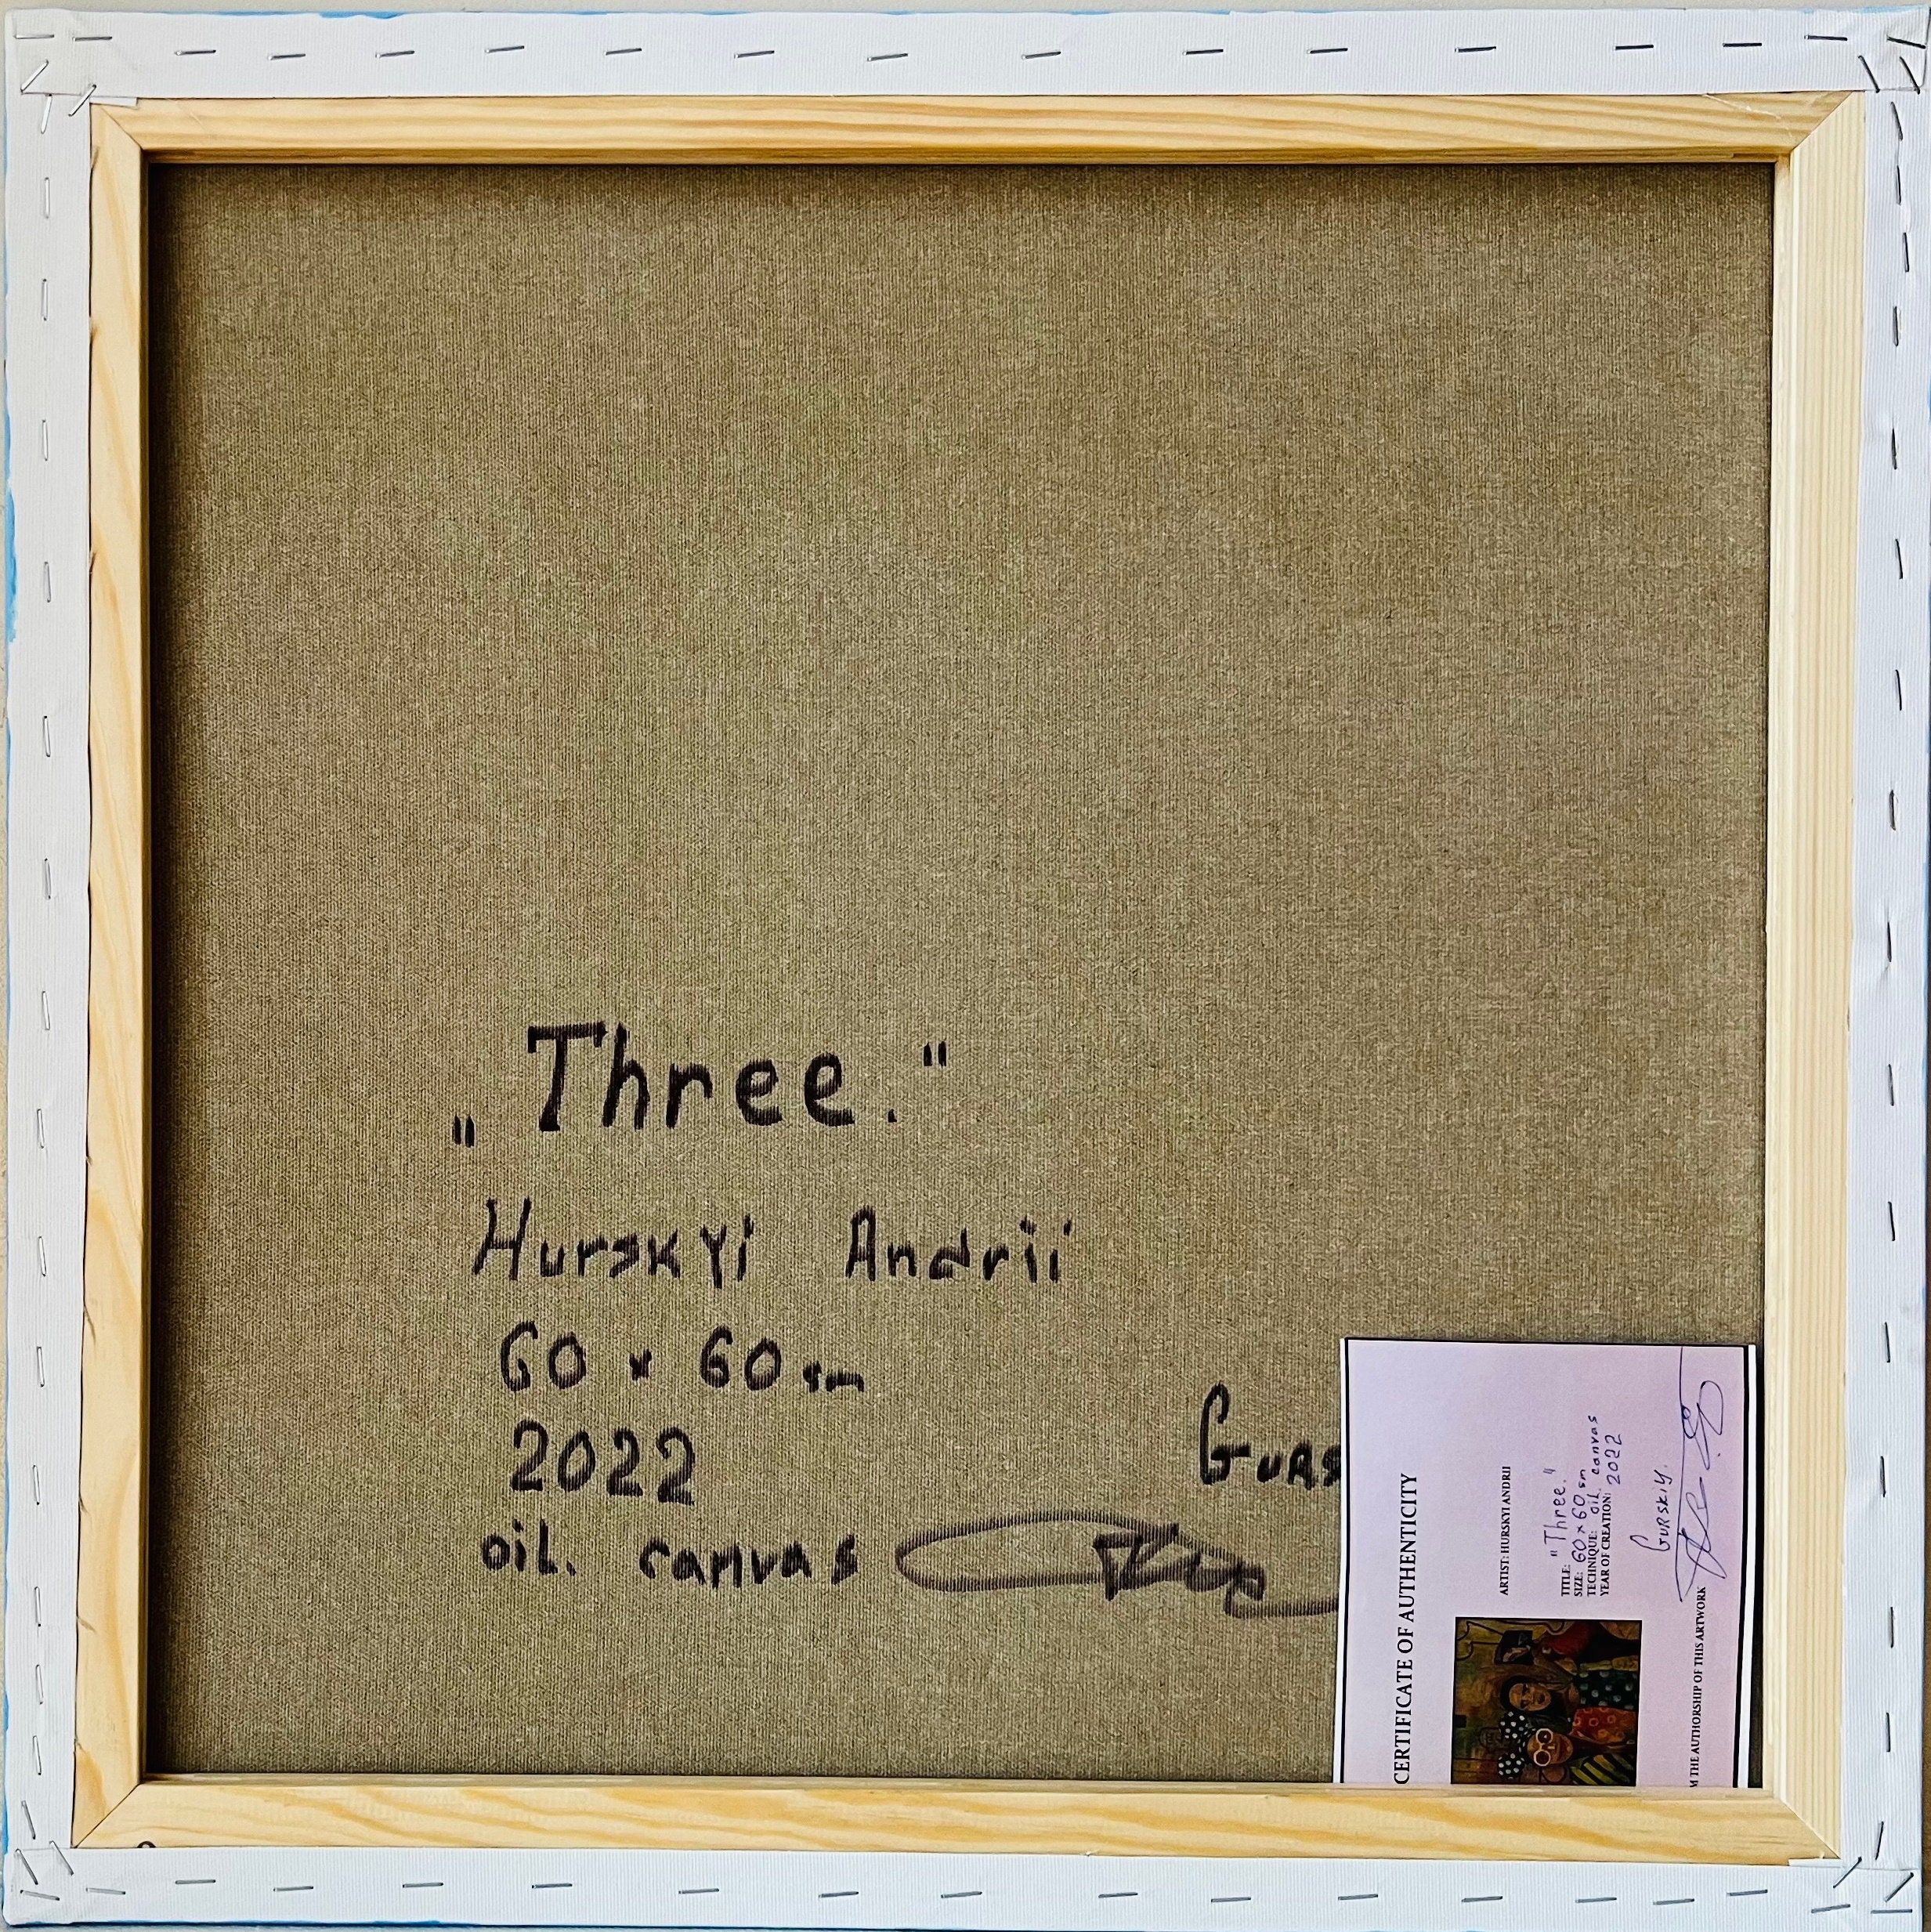 „Three."
Hurskyi Andrii
60 x 60 sm
2022
oil. canvas
Gurs
CERTIFICATE OF AUTHENTICITY
ARTIST: HURSKYI ANDRII
TITLE: "Three."
SIZE: 60 x 60 sm
TECHNIQUE: oil. canvas
YEAR OF CREATION: 2022
Gurskiy.
THE AUTHORSHIP OF THIS ARTWORK